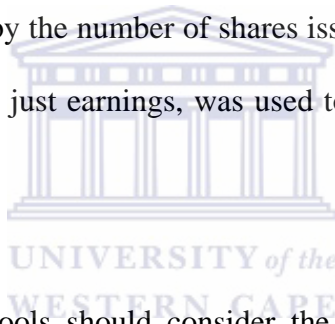 by the number of shares iss
just earnings, was used to
UNIVERSITY of the
WESTERN CAPE
ools should consider the